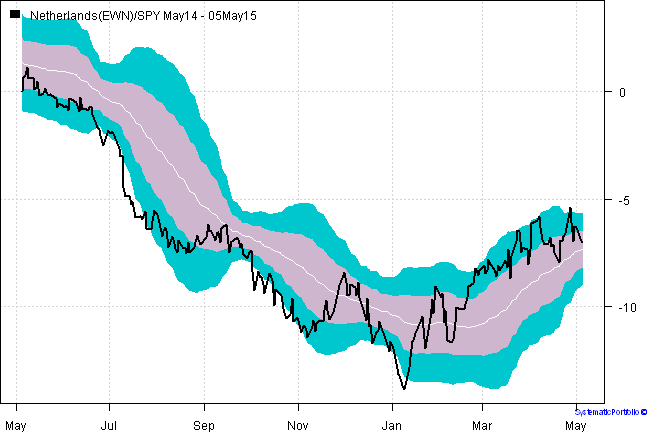 Netherlands(EWN)/SPY May14 - 05May15
0
-5
-10
SystematicPortfolio ©
May Jul Sep Nov Jan Mar May